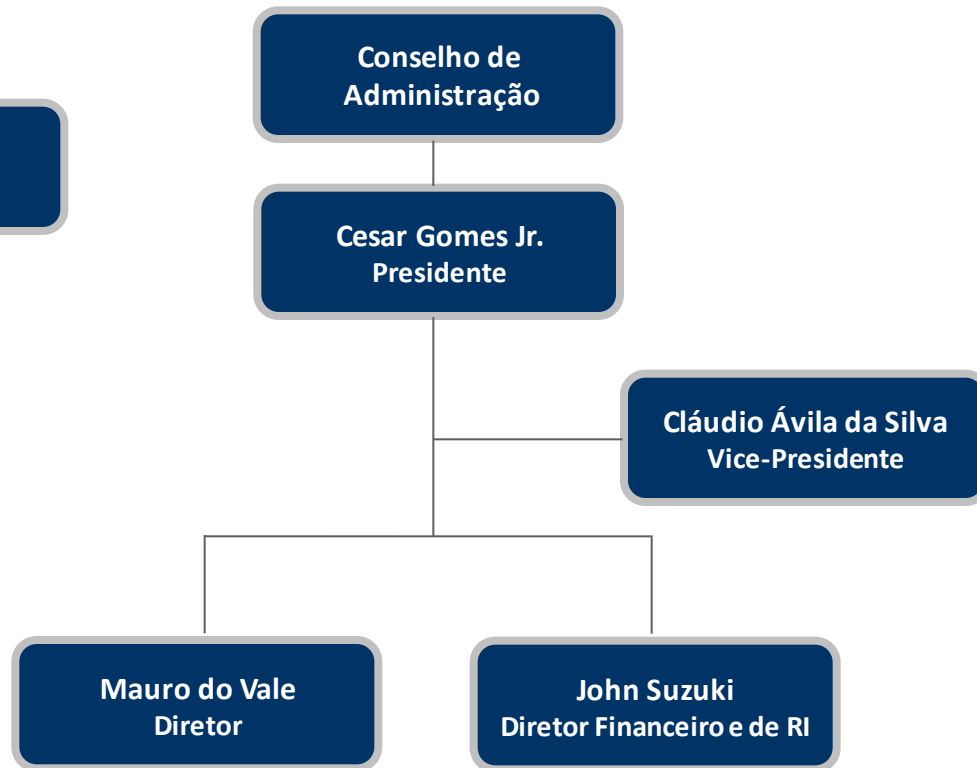 Conselho de
Administração
Cesar Gomes Jr.
Presidente
Cláudio Ávila da Silva
Vice-Presidente
Mauro do Vale
Diretor
John Suzuki
Diretor Financeiro e de RI